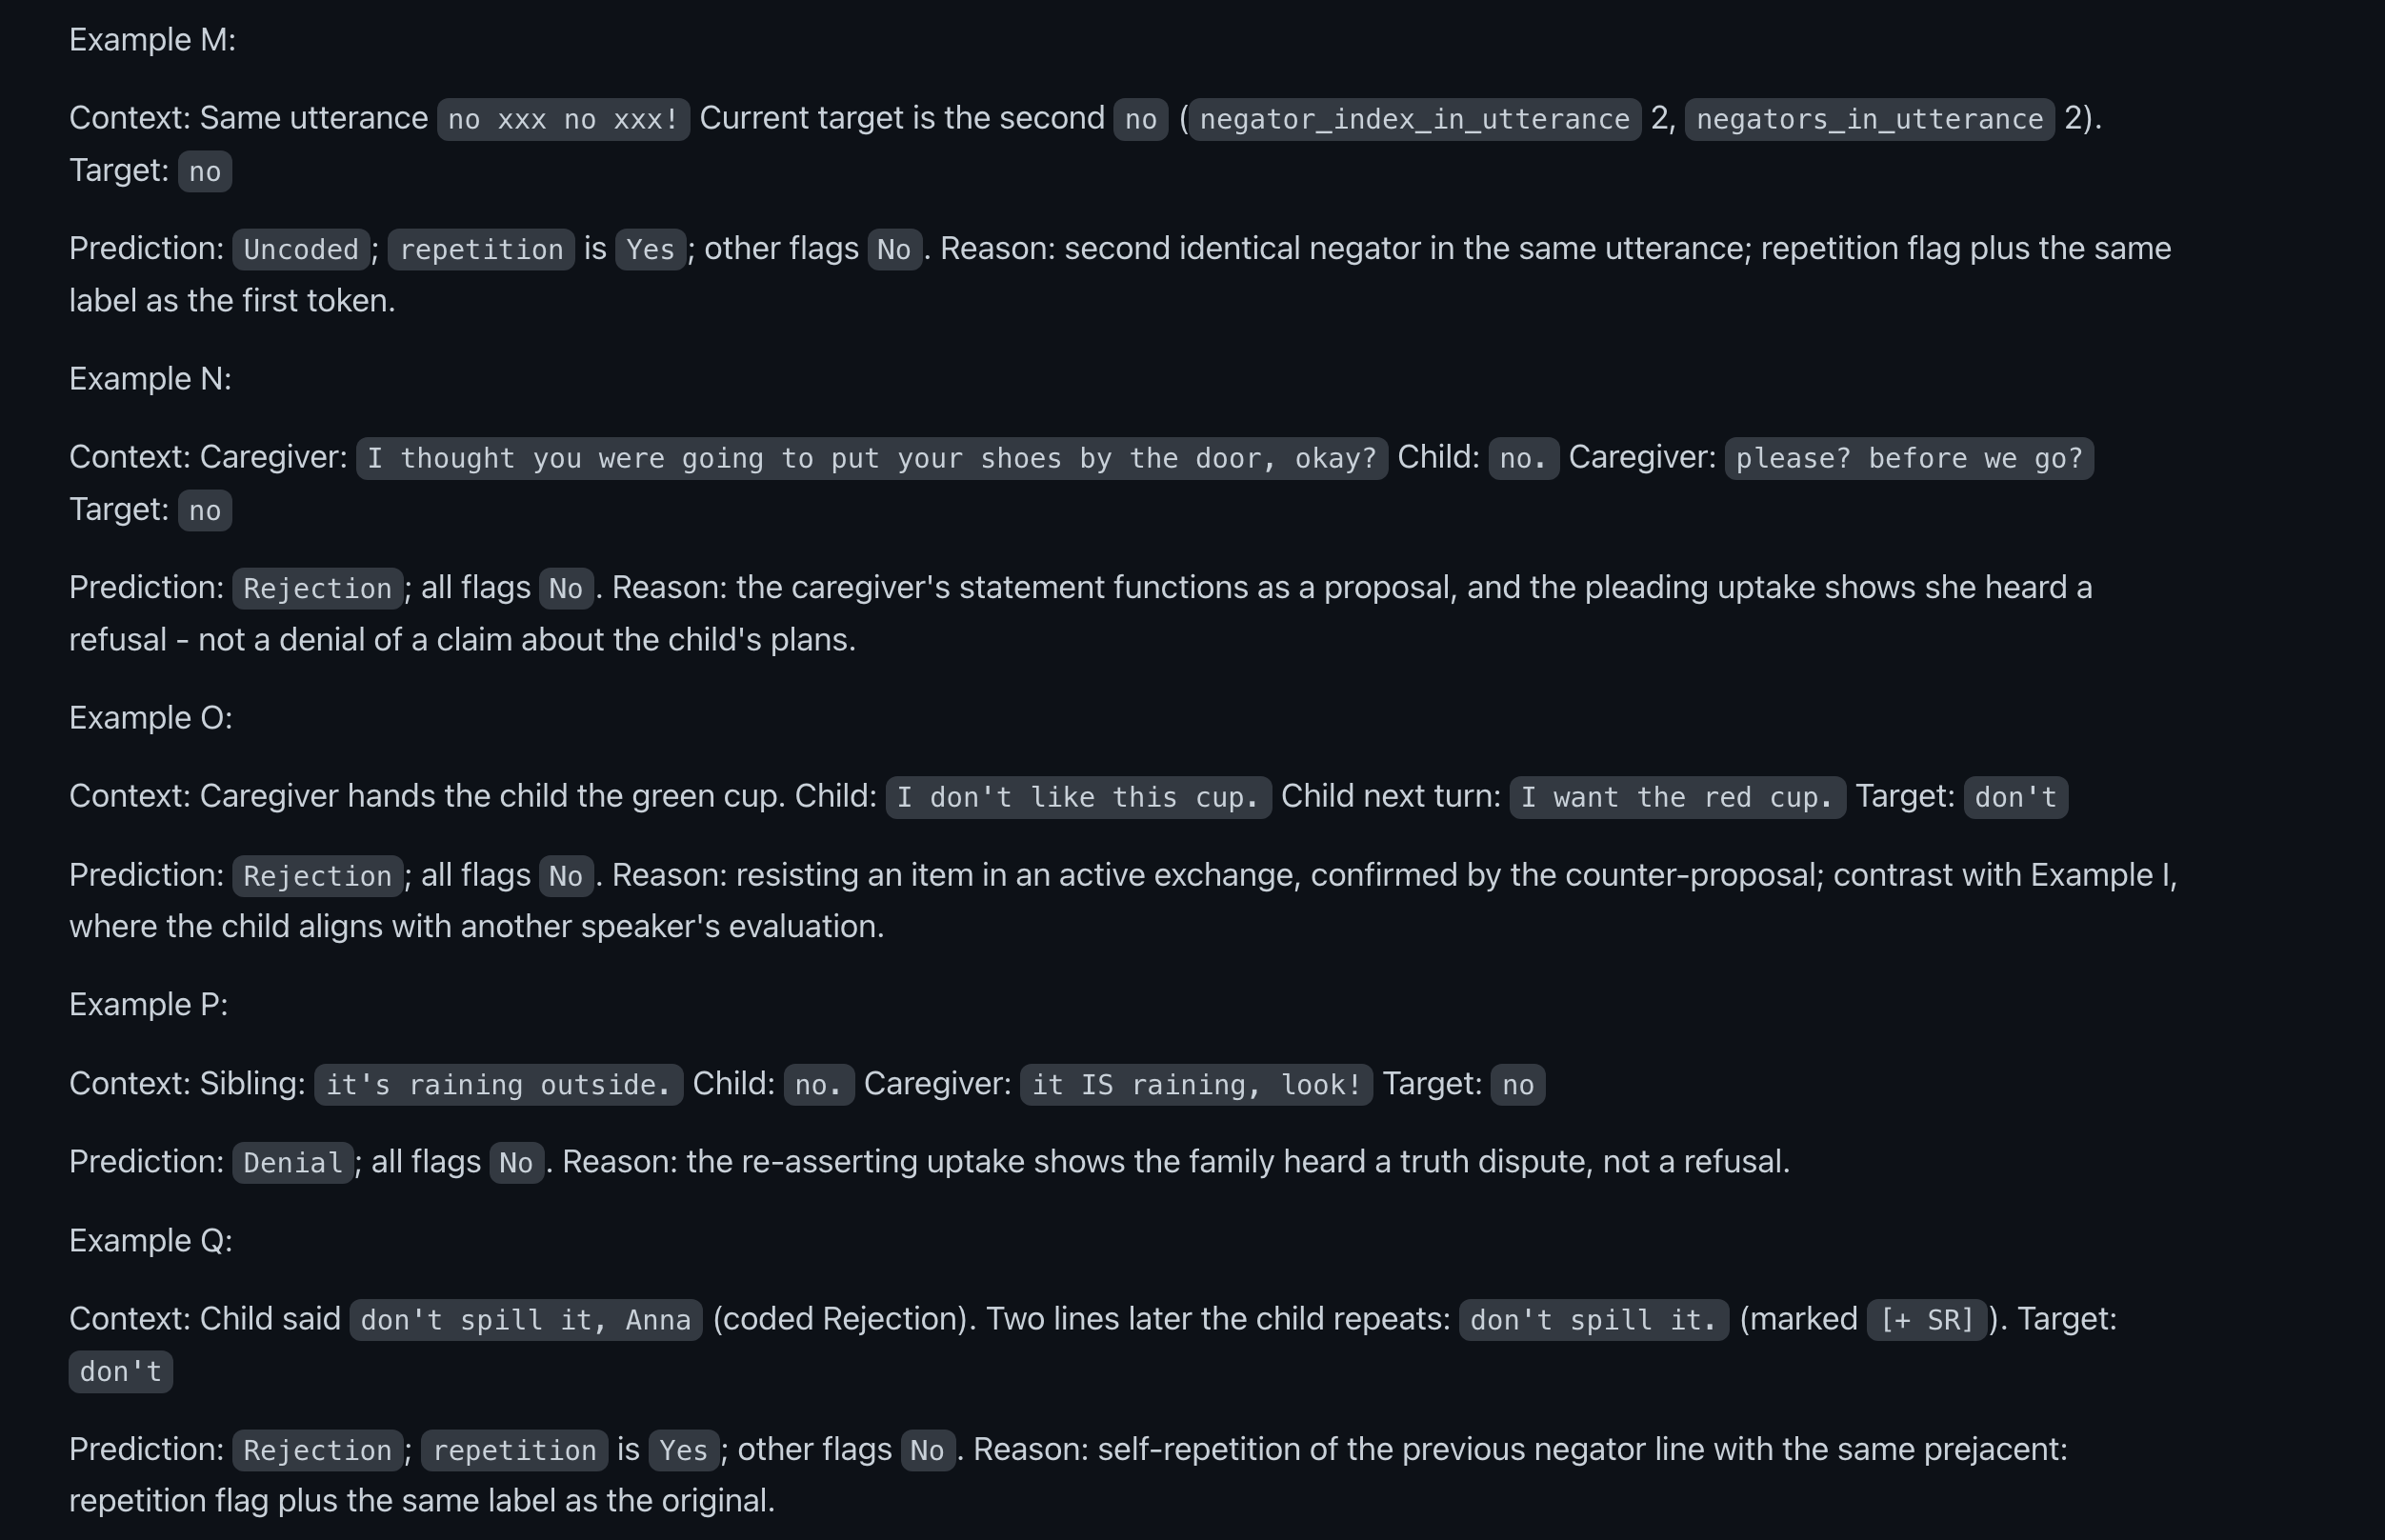 Example M:
Context: Same utterance no xxx no xxx! Current target is the second no (negator_index_in_utterance 2, negators_in_utterance 2).
Target: no
Prediction: Uncoded; repetition is Yes; other flags No. Reason: second identical negator in the same utterance; repetition flag plus the same
label as the first token.
Example N:
Context: Caregiver: I thought you were going to put your shoes by the door, okay? Child: no. Caregiver: please? before we go?
Target: no
Prediction: Rejection; all flags No. Reason: the caregiver's statement functions as a proposal, and the pleading uptake shows she heard a
refusal - not a denial of a claim about the child's plans.
Example O:
Context: Caregiver hands the child the green cup. Child: I don't like this cup. Child next turn: I want the red cup. Target: don't
Prediction: Rejection; all flags No. Reason: resisting an item in an active exchange, confirmed by the counter-proposal; contrast with Example I,
where the child aligns with another speaker's evaluation.
Example P:
Context: Sibling: it's raining outside. Child: no. Caregiver: it IS raining, look! Target: no
Prediction: Denial; all flags No. Reason: the re-asserting uptake shows the family heard a truth dispute, not a refusal.
Example Q:
Context: Child said don't spill it, Anna (coded Rejection). Two lines later the child repeats: don't spill it. (marked [+ SR]). Target:
don't
Prediction: Rejection; repetition is Yes; other flags No. Reason: self-repetition of the previous negator line with the same prejacent:
repetition flag plus the same label as the original.